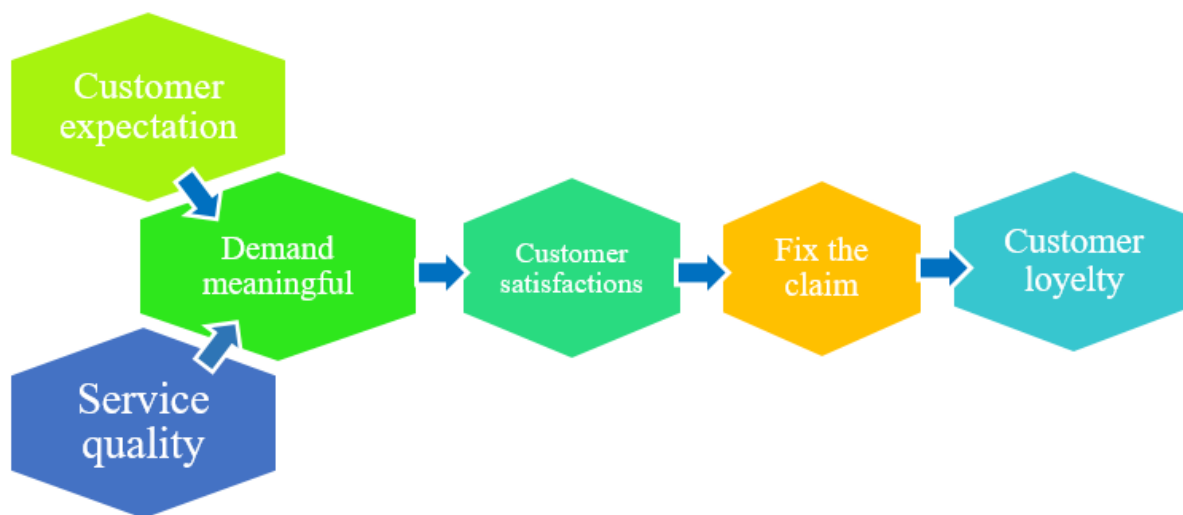 Customer
expectation
Demand
meaningful
Service
quality
Customer
satisfactions
Fix the
claim
Customer
loyelty